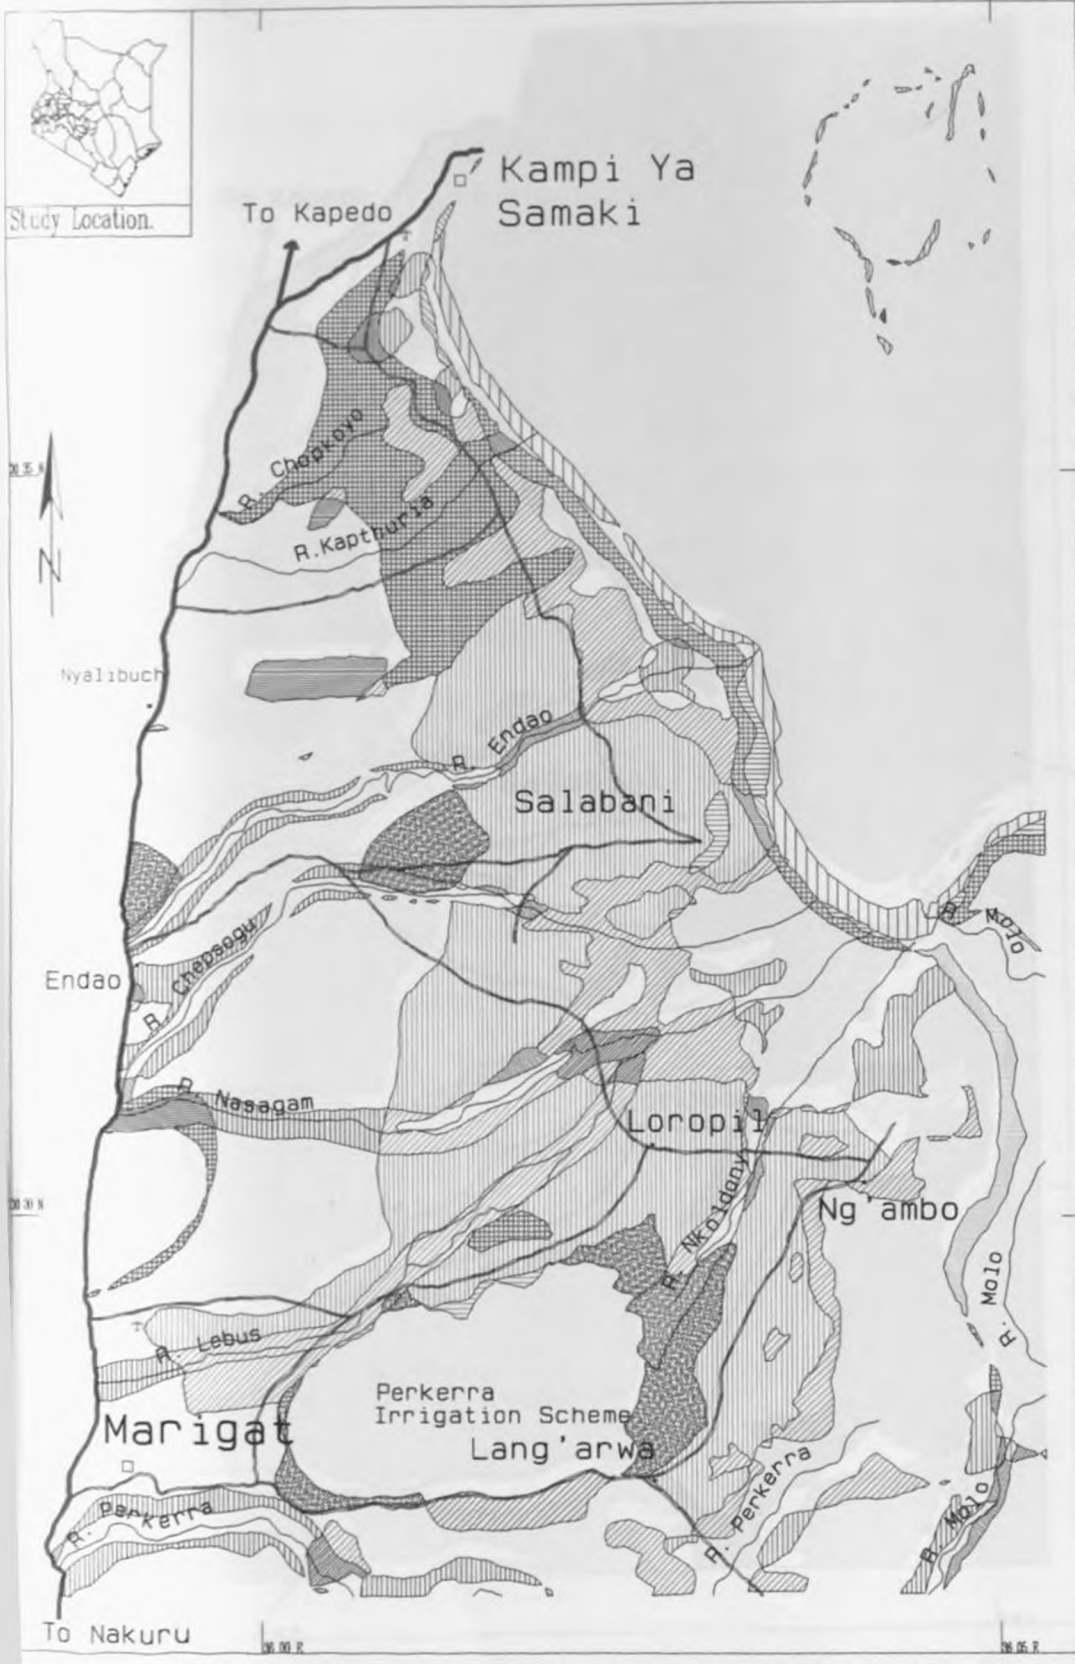 Study Location.
Kampi Ya
Samaki
To Kapedo
R. Chopkoyo
R.Kapthuria
N
Nyalibuch
R. Endao
Salabani
R. Molo
Endao
R. Chepsogu
R. Nasagam
Loropil
R. Nkoldony
Ng'ambo
R. Molo
R. Lebus
Perkerra
Irrigation Scheme
Lang'arwa
Marigat
R. Perkerra
R. Perkerra
R. Molo
To Nakuru